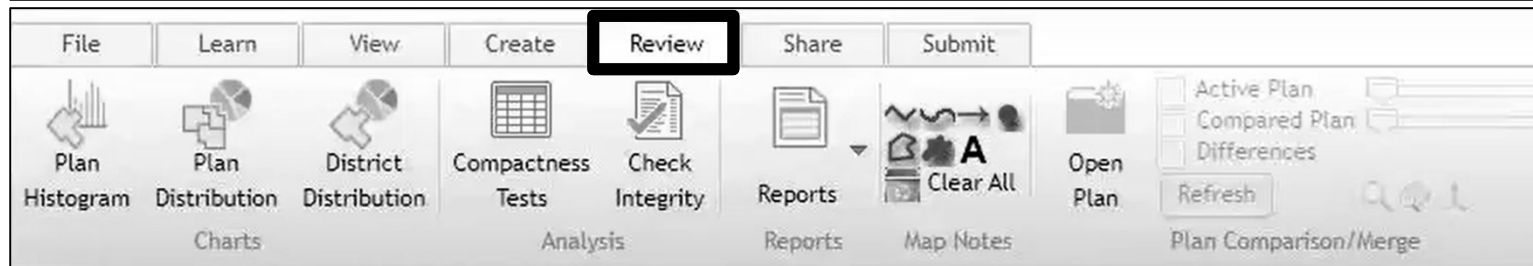 File Learn View Create Review Share Submit
Active Plan
Compared Plan
Differences
Plan Histogram
Plan Distribution
District Distribution
Compactness Tests
Check Integrity
Reports
A
Clear All
Open Plan
Refresh
Charts Analysis Reports Map Notes Plan Comparison/Merge